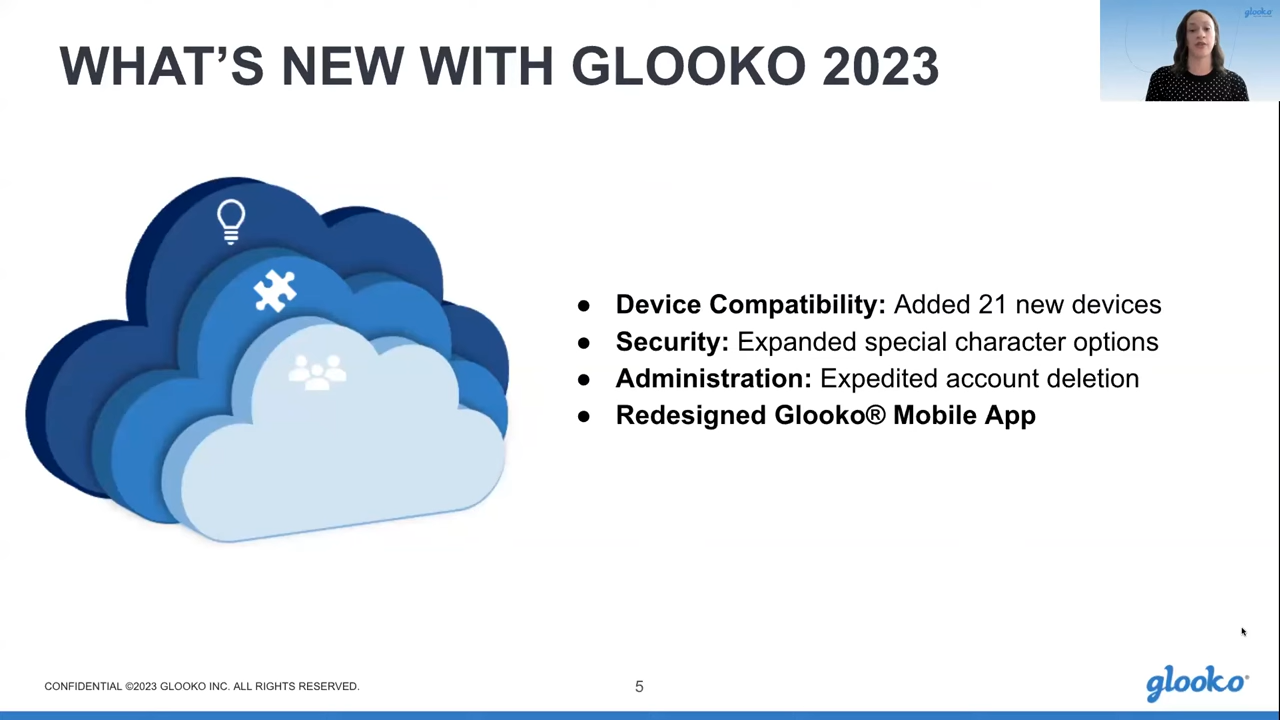 WHAT’S NEW WITH GLOOKO 2023
glooko
● Device Compatibility: Added 21 new devices
● Security: Expanded special character options
● Administration: Expedited account deletion
● Redesigned Glooko® Mobile App
CONFIDENTIAL ©2023 GLOOKO INC. ALL RIGHTS RESERVED.
5
glooko®